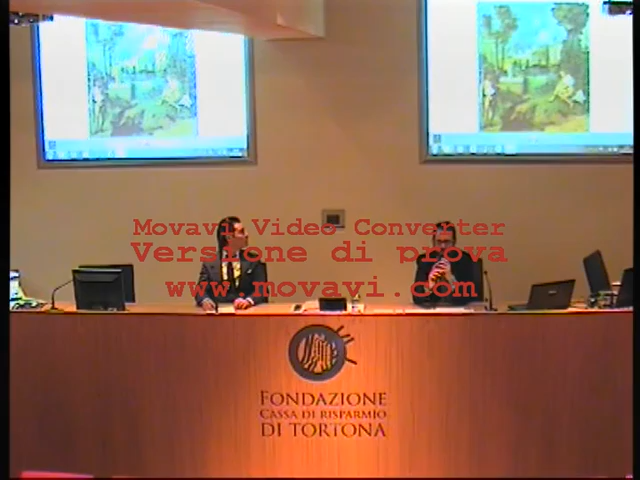 Movavi Video Converter
Versione di prova
www.movavi.com
FONDAZIONE
CASSA DI RISPARMIO
DI TORTONA